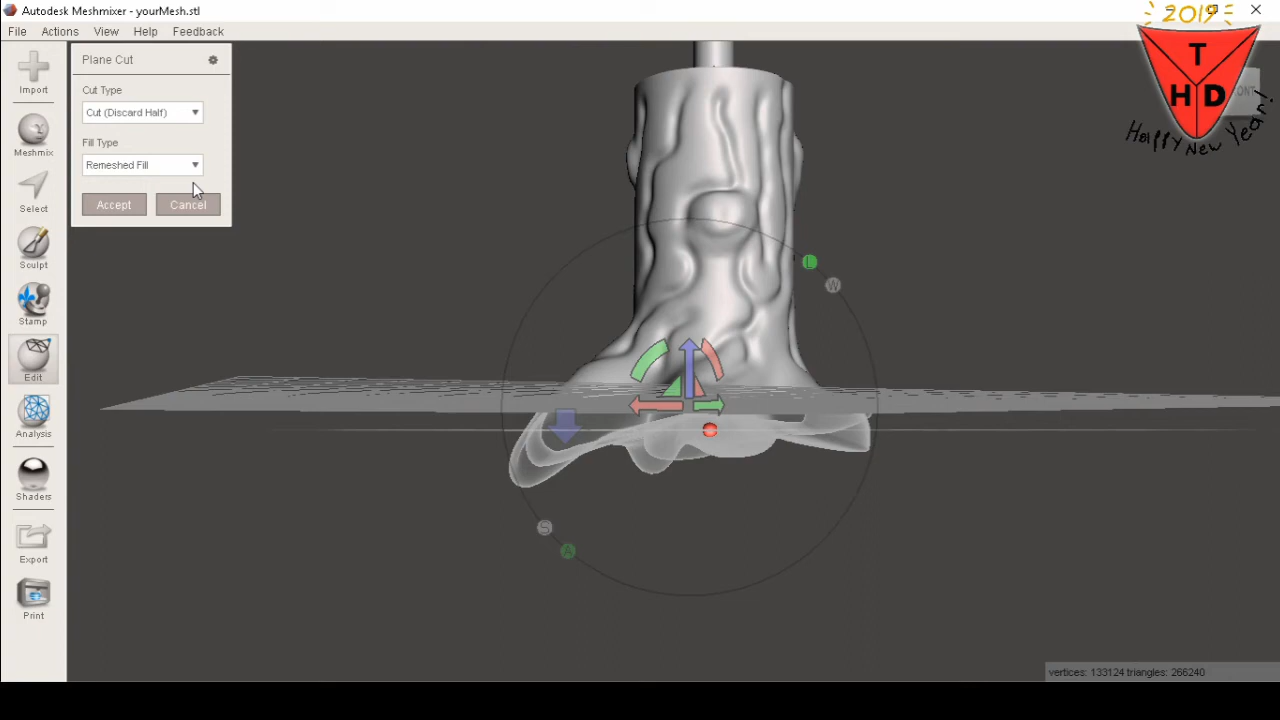 Autodesk Meshmixer - yourMesh.stl
File Actions View Help Feedback
2019
T
H D
Happy New Year!
ONT
Import
Meshmix
Select
Sculpt
Stamp
Edit
Analysis
Shaders
Export
Print
Plane Cut
Cut Type
Cut (Discard Half)
Fill Type
Remeshed Fill
Accept Cancel
L
W
S
A
vertices: 133124 triangles: 266240